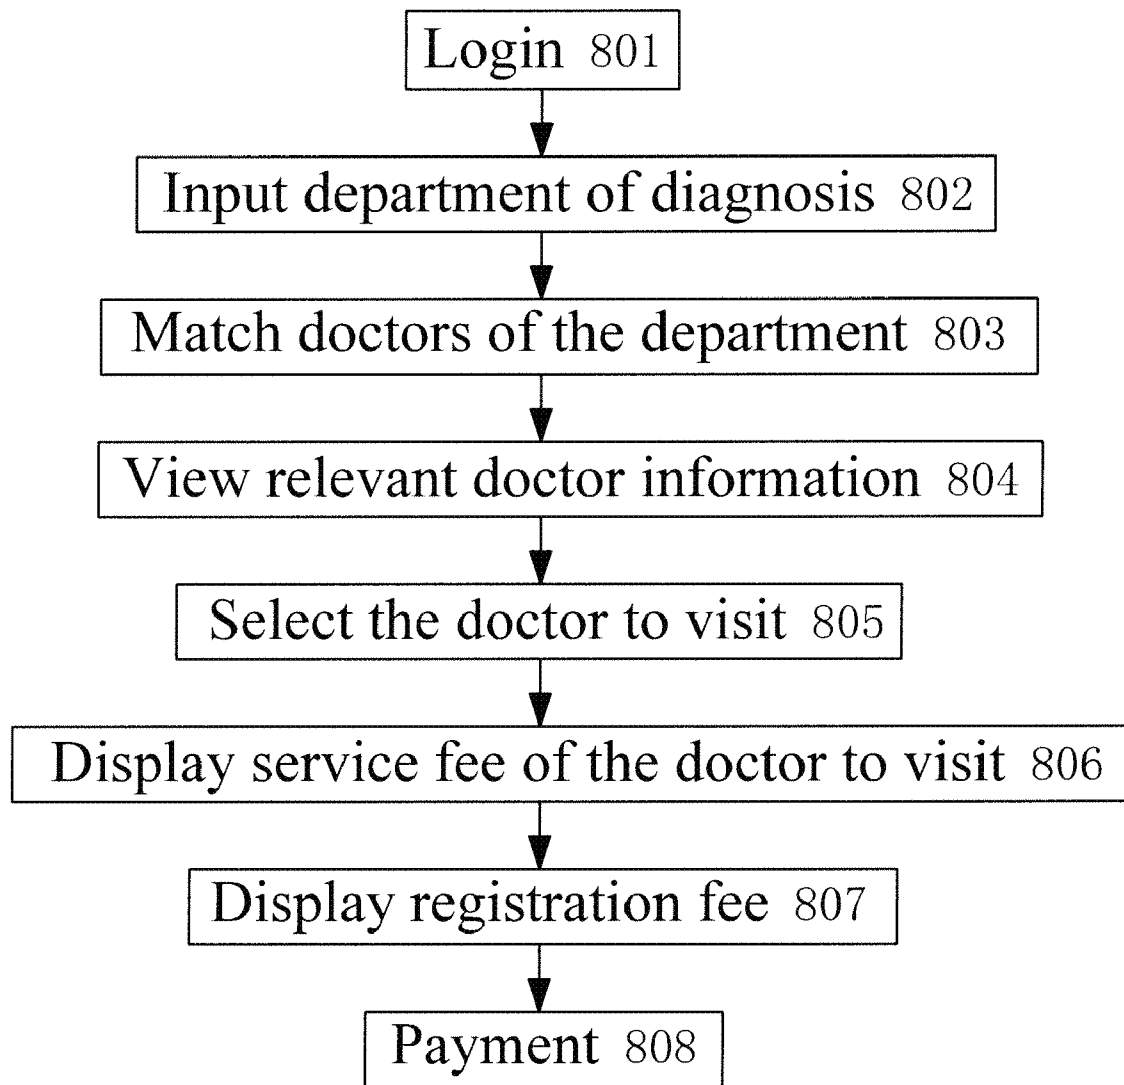 Login 801
Input department of diagnosis 802
Match doctors of the department 803
View relevant doctor information 804
Select the doctor to visit 805
Display service fee of the doctor to visit 806
Display registration fee 807
Payment 808